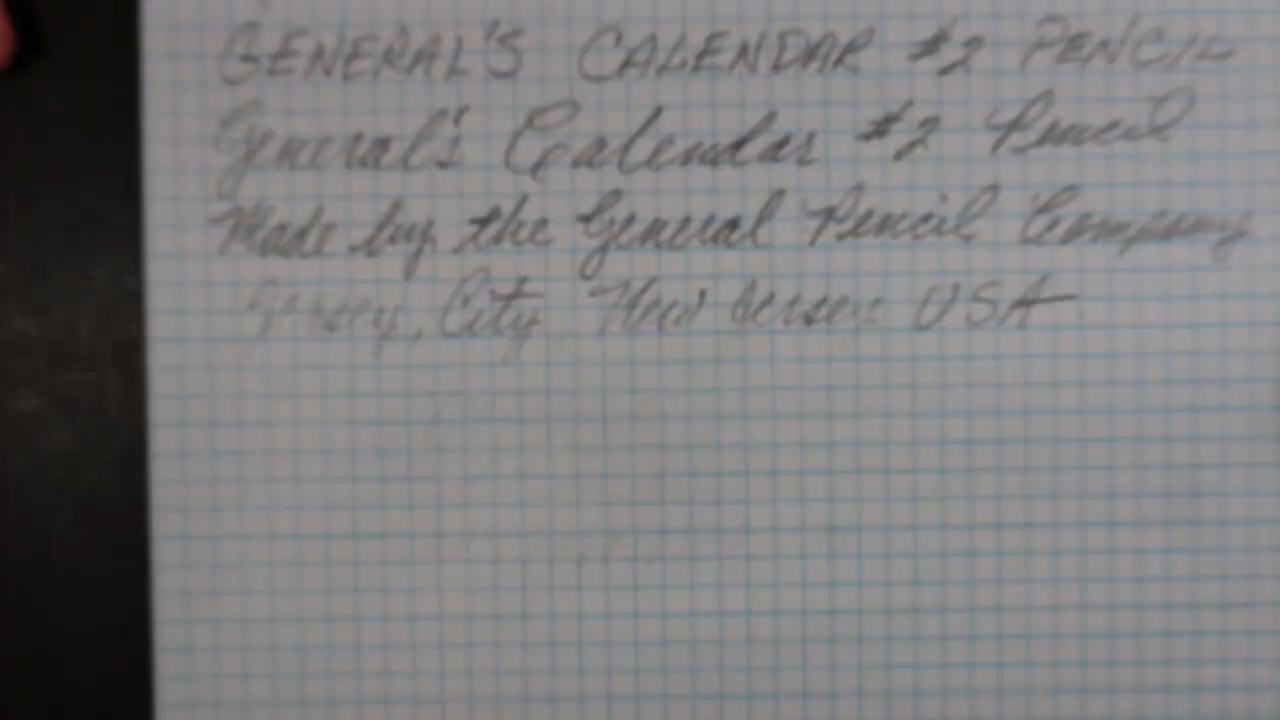 GENERAL'S CALENDAR #2 PENCIL
General's Calendar #2 Pencil
Made by the General Pencil Company
Jersey, City New Jersey USA